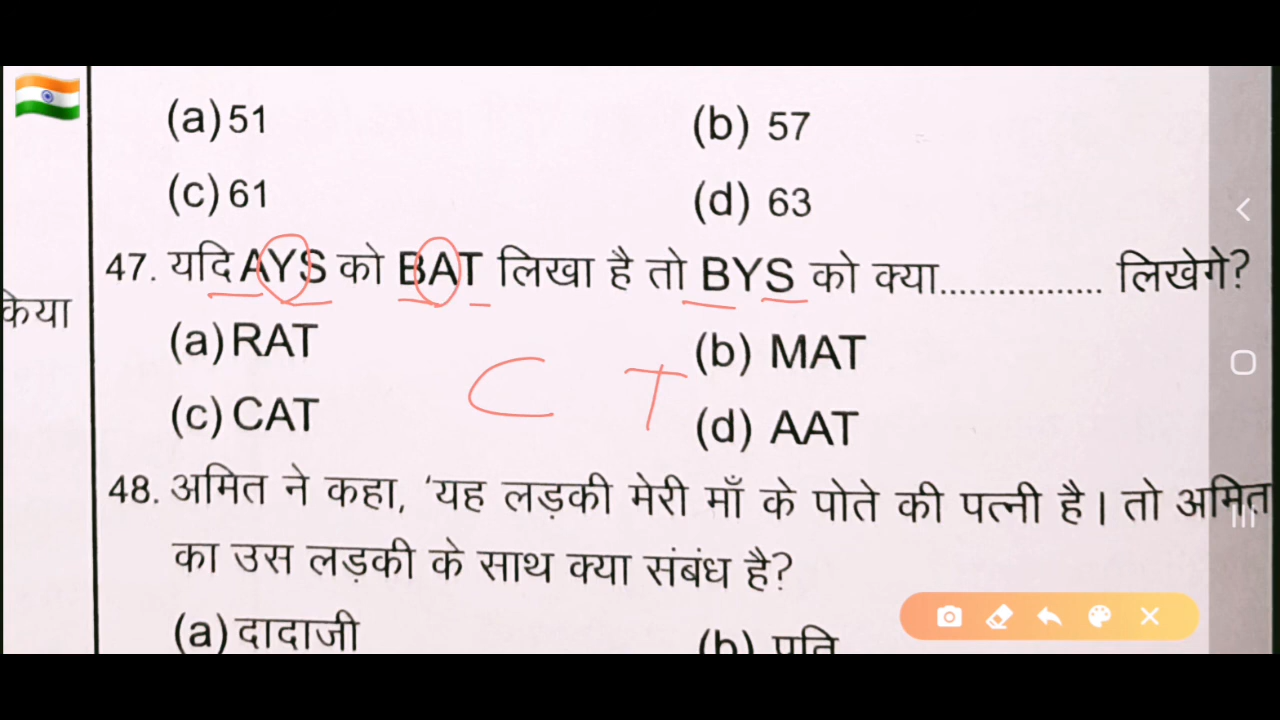 (a) 51 (b) 57
(c) 61 (d) 63
47. यदि AYS को BAT लिखा है तो BYS को क्या................. लिखेगे?
किया
(a) RAT (b) MAT
C T
(c) CAT (d) AAT
48. अमित ने कहा, 'यह लड़की मेरी माँ के पोते की पत्नी है। तो अमित
का उस लड़की के साथ क्या संबंध है?
(a) दादाजी (b) पति